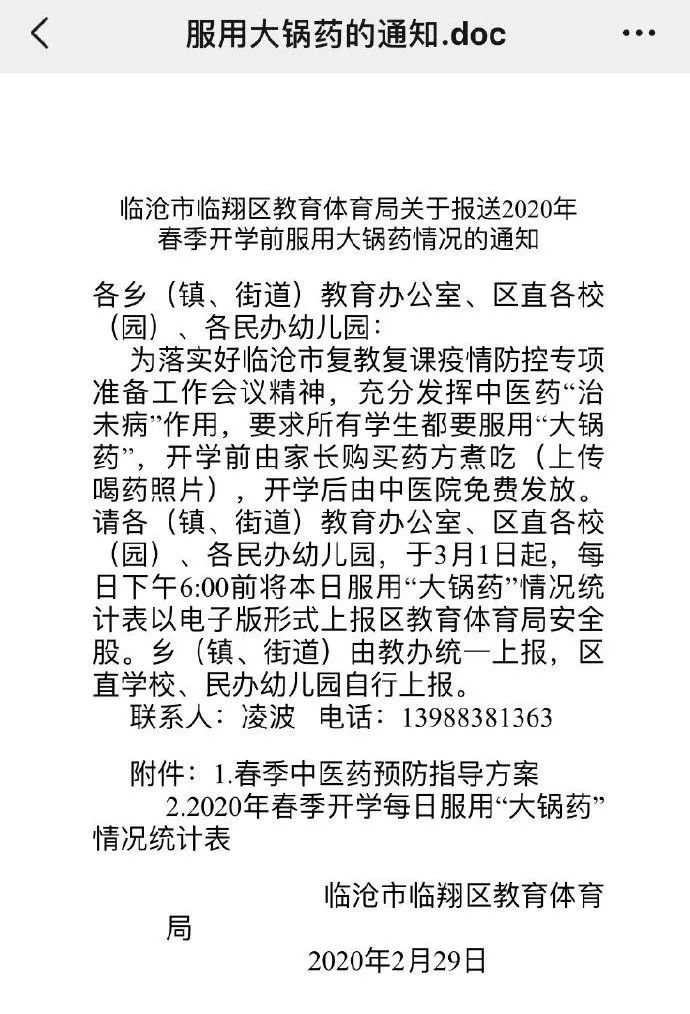 服用大锅药的通知.doc
临沧市临翔区教育体育局关于报送2020年
春季开学前服用大锅药情况的通知
各乡（镇、街道）教育办公室、区直各校
（园）、各民办幼儿园：
为落实好临沧市复教复课疫情防控专项
准备工作会议精神，充分发挥中医药“治
未病”作用，要求所有学生都要服用“大锅
药”，开学前由家长购买药方煮吃（上传
喝药照片），开学后由中医院免费发放。
请各（镇、街道）教育办公室、区直各校
（园）、各民办幼儿园，于3月1日起，每
日下午6:00前将本日服用“大锅药”情况统
计表以电子版形式上报区教育体育局安全
股。乡（镇、街道）由教办统一上报，区
直学校、民办幼儿园自行上报。
联系人：凌波 电话：13988381363
附件：1.春季中医药预防指导方案
2.2020年春季开学每日服用“大锅药”
情况统计表
临沧市临翔区教育体育
局
2020年2月29日